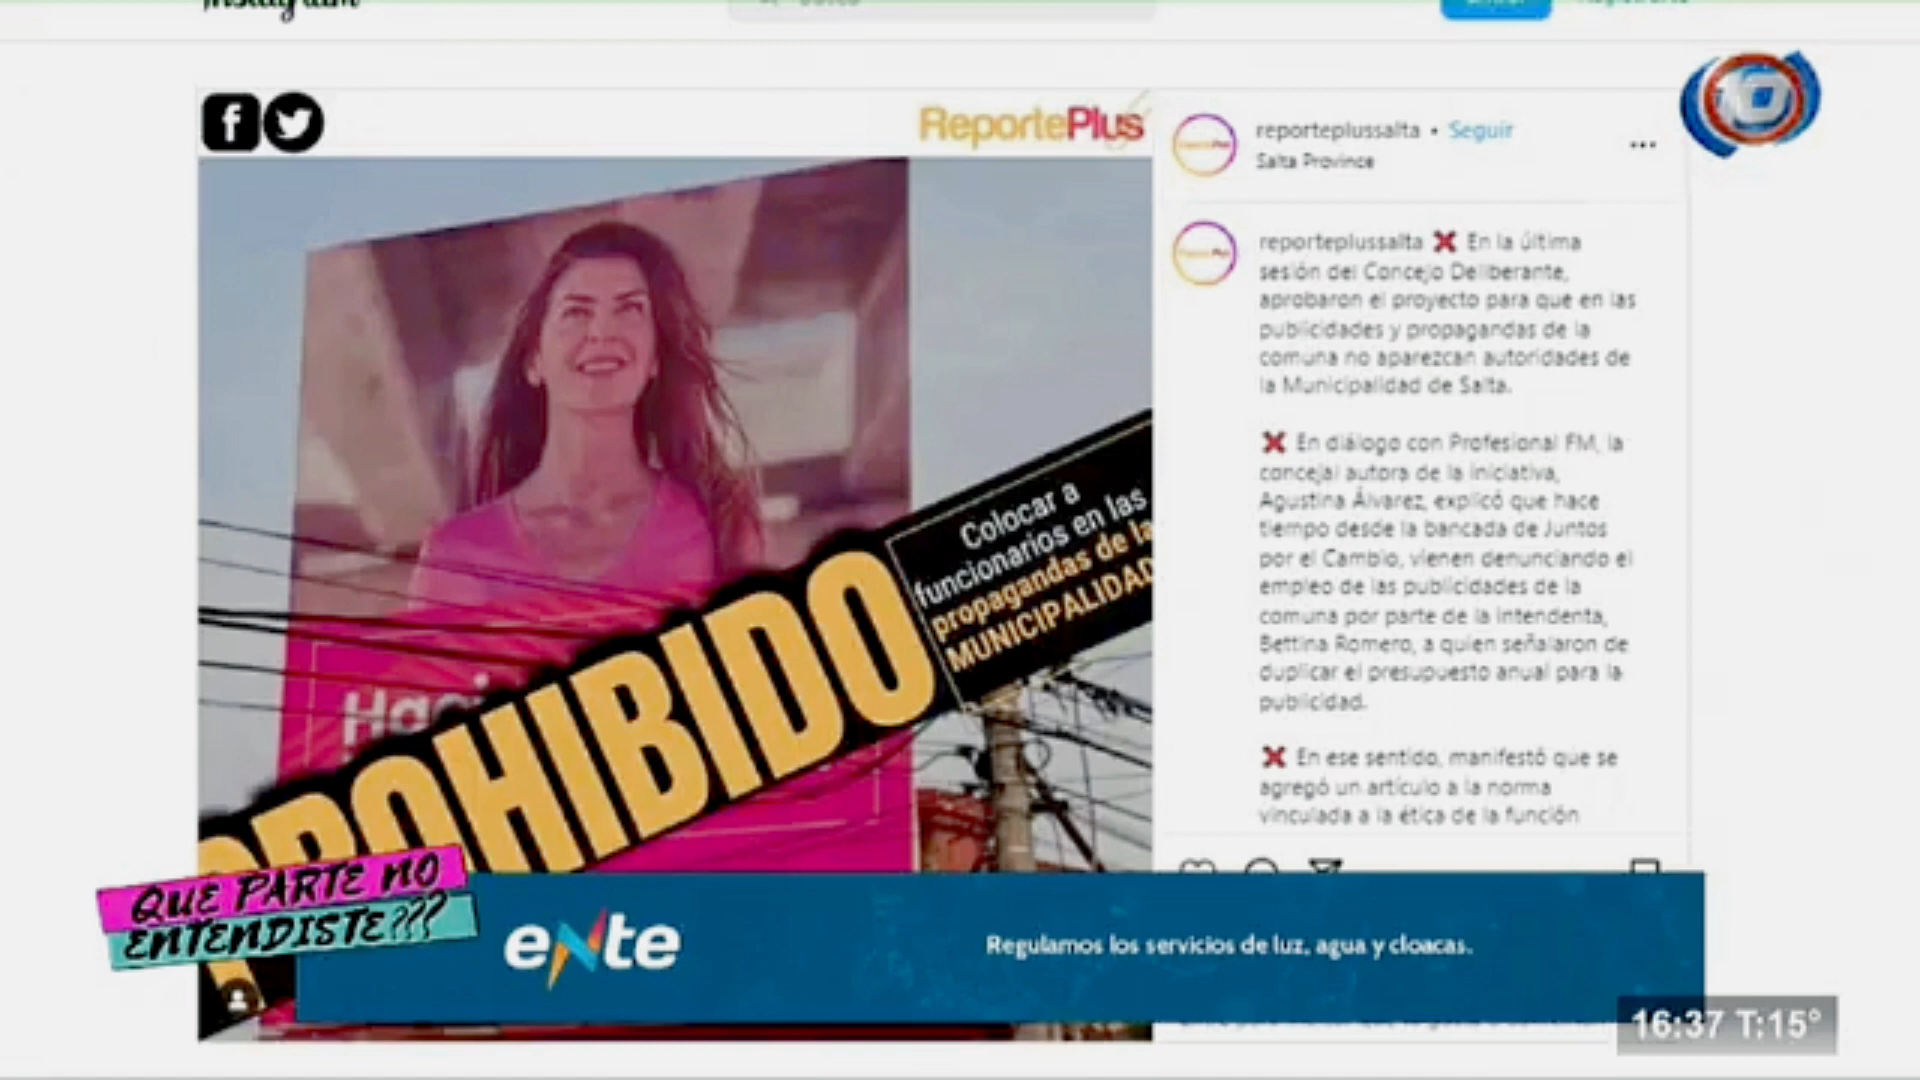 Instagram
Busca
Entrar
Registrarte
ReportePlus
reporteplussalta • Seguir
Salta Province
reporteplussalta ❌ En la última
sesión del Concejo Deliberante,
aprobaron el proyecto para que en las
publicidades y propagandas de la
comuna no aparezcan autoridades de
la Municipalidad de Salta.
❌ En diálogo con Profesional FM, la
concejal autora de la iniciativa,
Agustina Álvarez, explicó que hace
tiempo desde la bancada de Juntos
por el Cambio, vienen denunciando el
empleo de las publicidades de la
comuna por parte de la intendenta,
Bettina Romero, a quien señalaron de
duplicar el presupuesto anual para la
publicidad.
❌ En ese sentido, manifestó que se
agregó un artículo a la norma
vinculada a la ética de la función
Colocar a
funcionarios en las
propagandas de la
MUNICIPALIDAD
PROHIBIDO
QUE PARTE NO
ENTENDISTE???
eNte
Regulamos los servicios de luz, agua y cloacas.
16:37 T:15°